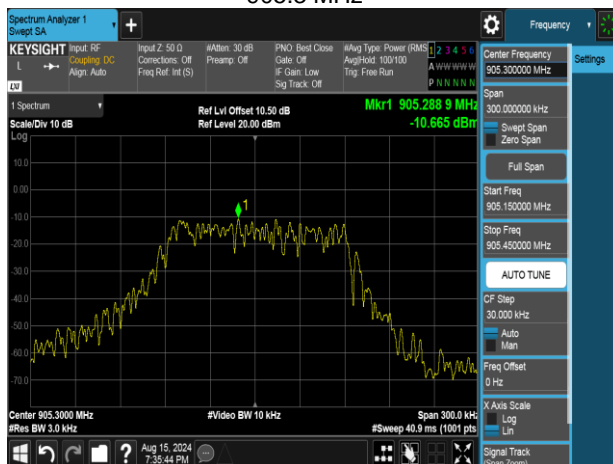 905.3 MHz
Spectrum Analyzer 1
Swept SA
Frequency
KEYSIGHT
L
LXI
Input: RF
Coupling: DC
Align: Auto
Input Z: 50 Ω
Corrections: Off
Freq Ref: Int (S)
#Atten: 30 dB
Preamp: Off
PNO: Best Close
Gate: Off
IF Gain: Low
Sig Track: Off
#Avg Type: Power (RMS
Avg|Hold: 100/100
Trig: Free Run
1 2 3 4 5 6
A W W W W W
P N N N N N
1 Spectrum
Scale/Div 10 dB
Log
Ref Lvl Offset 10.50 dB
Ref Level 20.00 dBm
Mkr1 905.288 9 MHz
-10.665 dBm
10.0
0.00
-10.0
-20.0
-30.0
-40.0
-50.0
-60.0
-70.0
1
Center 905.3000 MHz
#Res BW 3.0 kHz
#Video BW 10 kHz
Span 300.0 kHz
#Sweep 40.9 ms (1001 pts
Aug 15, 2024
7:35:44 PM
?
Center Frequency
905.300000 MHz
Settings
Span
300.000000 kHz
Swept Span
Zero Span
Full Span
Start Freq
905.150000 MHz
Stop Freq
905.450000 MHz
AUTO TUNE
CF Step
30.000 kHz
Auto
Man
Freq Offset
0 Hz
X Axis Scale
Log
Lin
Signal Track
(Span Zoom)